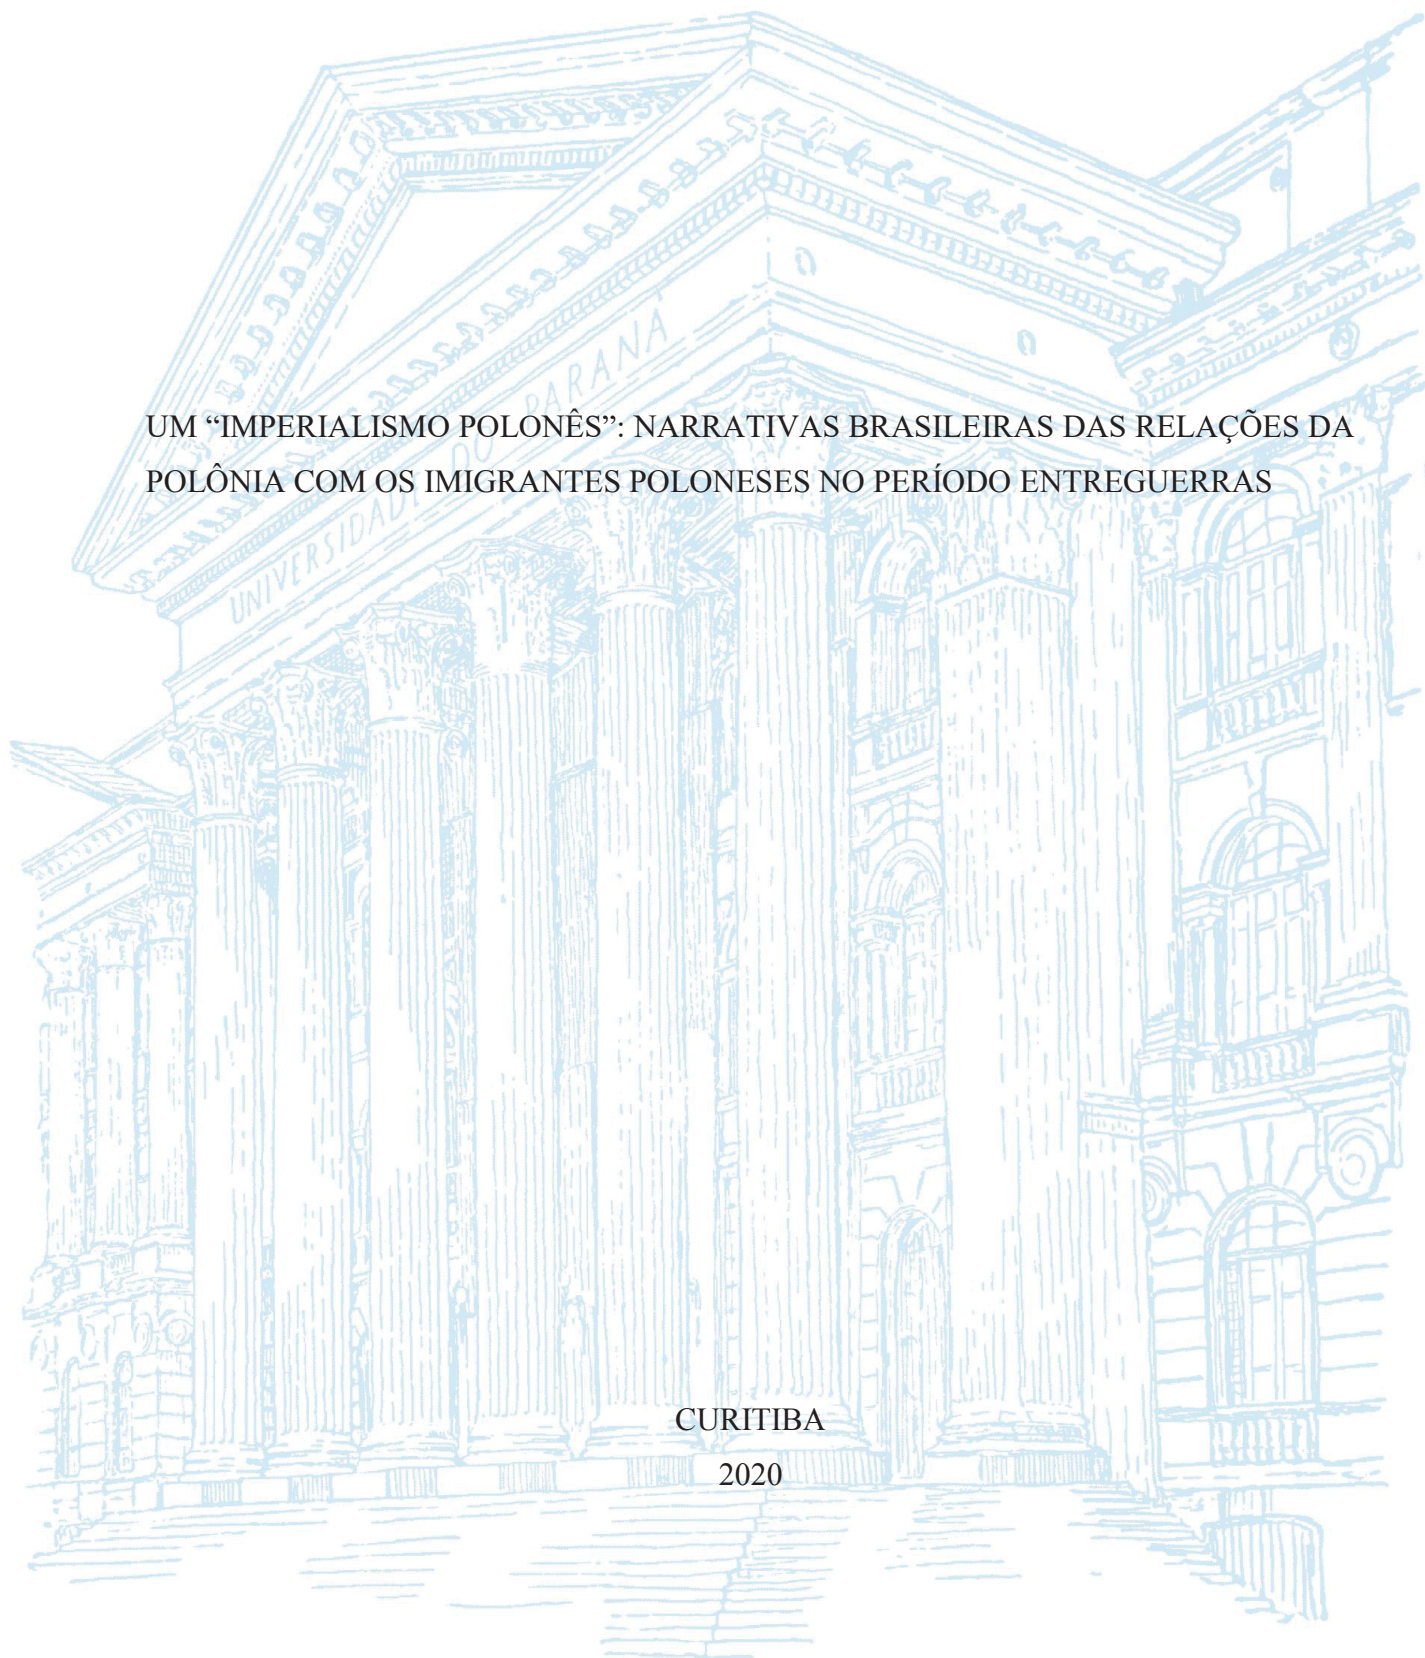 UNIVERSIDADE DO PARANÁ
UM “IMPERIALISMO POLONÊS”: NARRATIVAS BRASILEIRAS DAS RELAÇÕES DA
POLÔNIA COM OS IMIGRANTES POLONESES NO PERÍODO ENTREGUERRAS
CURITIBA
2020